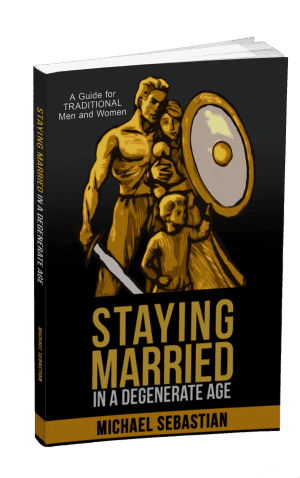 A Guide for
TRADITIONAL
Men and Women
STAYING
MARRIED
IN A DEGENERATE AGE
MICHAEL SEBASTIAN
STAYING MARRIED IN A DEGENERATE AGE
MICHAEL SEBASTIAN